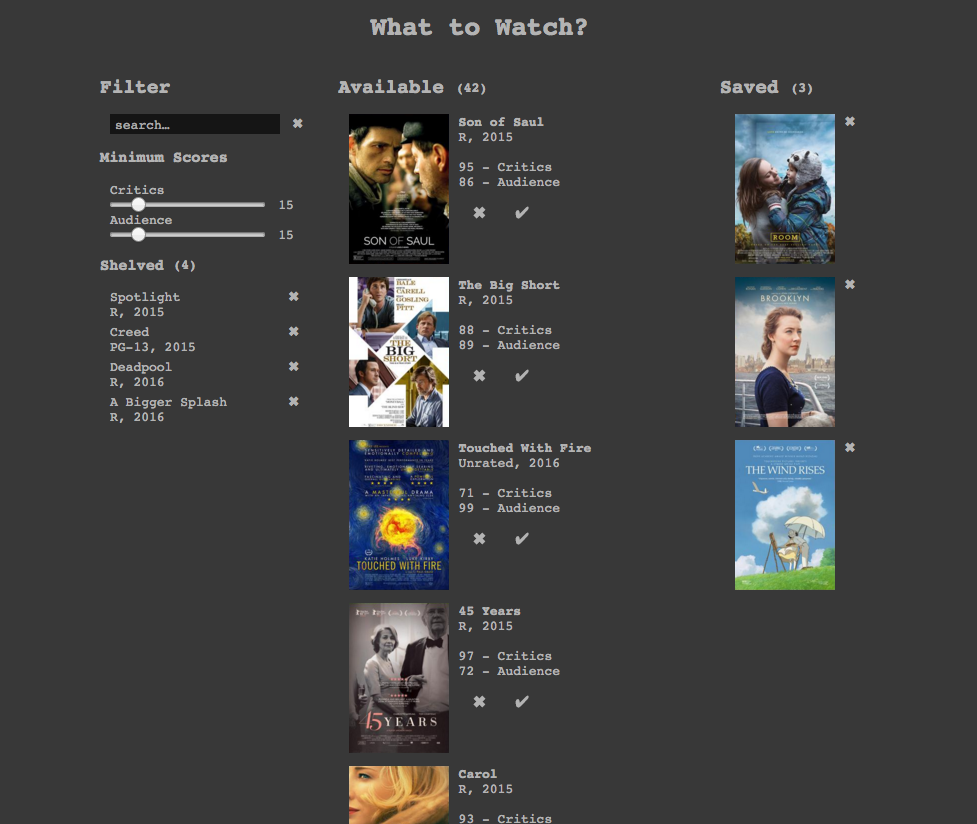 What to Watch?
Filter
search…
Minimum Scores
Critics
15
Audience
15
Shelved (4)
Spotlight
R, 2015
Creed
PG-13, 2015
Deadpool
R, 2016
A Bigger Splash
R, 2016
Available (42)
SON OF SAUL
Son of Saul
R, 2015
95 - Critics
86 - Audience
BALE
CARELL
GOSLING
PITT
THE
BIG
SHORT
The Big Short
R, 2015
88 - Critics
89 - Audience
A MASTERFUL DRAMA
KATIE HOLMES LUKE KIRBY
TOUCHED WITH FIRE
Touched With Fire
Unrated, 2016
71 - Critics
99 - Audience
45 YEARS
45 Years
R, 2015
97 - Critics
72 - Audience
Carol
R, 2015
93 - Critics
Saved (3)
ROOM
BROOKLYN
THE WIND RISES